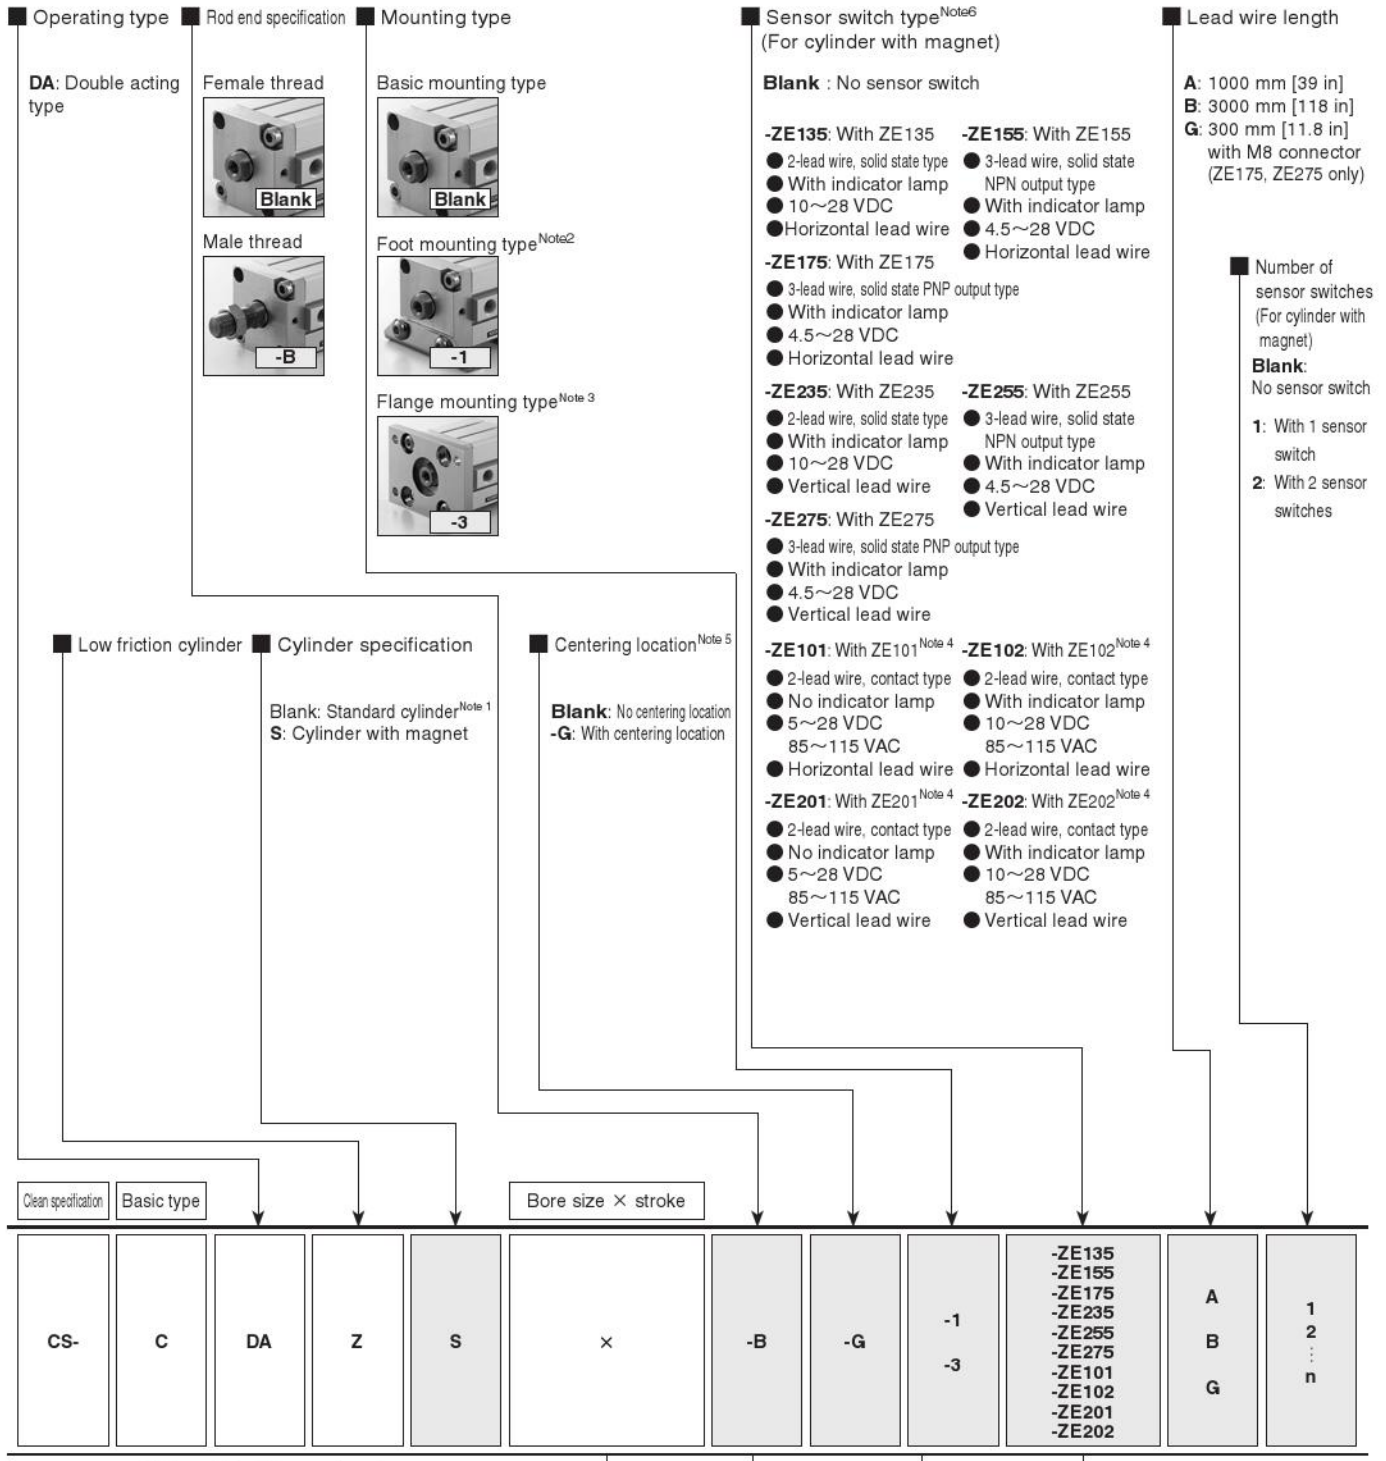 ■ Operating type
DA: Double acting
type
■ Rod end specification
Female thread
Blank
Male thread
-B
■ Mounting type
Basic mounting type
Blank
Foot mounting typeNote2
-1
Flange mounting typeNote 3
-3
■ Sensor switch typeNote6
(For cylinder with magnet)
Blank : No sensor switch
-ZE135: With ZE135
● 2-lead wire, solid state type
● With indicator lamp
● 10～28 VDC
●Horizontal lead wire
-ZE155: With ZE155
● 3-lead wire, solid state
NPN output type
● With indicator lamp
● 4.5～28 VDC
● Horizontal lead wire
-ZE175: With ZE175
● 3-lead wire, solid state PNP output type
● With indicator lamp
● 4.5～28 VDC
● Horizontal lead wire
-ZE235: With ZE235
● 2-lead wire, solid state type
● With indicator lamp
● 10～28 VDC
● Vertical lead wire
-ZE255: With ZE255
● 3-lead wire, solid state
NPN output type
● With indicator lamp
● 4.5～28 VDC
● Vertical lead wire
-ZE275: With ZE275
● 3-lead wire, solid state PNP output type
● With indicator lamp
● 4.5～28 VDC
● Vertical lead wire
-ZE101: With ZE101Note 4
● 2-lead wire, contact type
● No indicator lamp
● 5～28 VDC
85～115 VAC
● Horizontal lead wire
-ZE102: With ZE102Note 4
● 2-lead wire, contact type
● With indicator lamp
● 10～28 VDC
85～115 VAC
● Horizontal lead wire
-ZE201: With ZE201Note 4
● 2-lead wire, contact type
● No indicator lamp
● 5～28 VDC
85～115 VAC
● Vertical lead wire
-ZE202: With ZE202Note 4
● 2-lead wire, contact type
● With indicator lamp
● 10～28 VDC
85～115 VAC
● Vertical lead wire
■ Lead wire length
A: 1000 mm [39 in]
B: 3000 mm [118 in]
G: 300 mm [11.8 in]
with M8 connector
(ZE175, ZE275 only)
■ Number of
sensor switches
(For cylinder with
magnet)
Blank:
No sensor switch
1: With 1 sensor
switch
2: With 2 sensor
switches
■ Low friction cylinder
■ Cylinder specification
Blank: Standard cylinderNote 1
S: Cylinder with magnet
■ Centering locationNote 5
Blank: No centering location
-G: With centering location
Clean specification
Basic type
Bore size × stroke
CS-
C
DA
Z
S
×
-B
-G
-1
-3
-ZE135
-ZE155
-ZE175
-ZE235
-ZE255
-ZE275
-ZE101
-ZE102
-ZE201
-ZE202
A
B
G
1
2
⋮
n